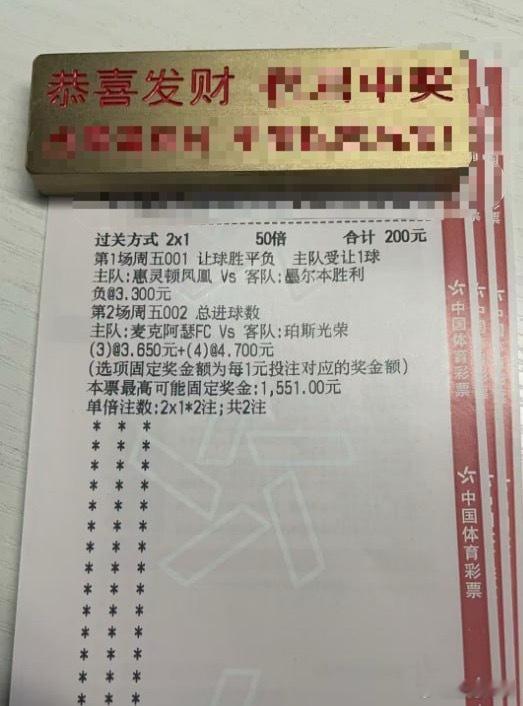 恭喜发财
过关方式 2x1 50倍 合计 200元
第1场周五001 让球胜平负 主队受让1球
主队:惠灵顿凤凰 Vs 客队:墨尔本胜利
负@3.300元
第2场周五002 总进球数
主队:麦克阿瑟FC Vs 客队:珀斯光荣
(3)@3.650元+(4)@4.700元
(选项固定奖金额为每1元投注对应的奖金额)
本票最高可能固定奖金:1,551.00元
单倍注数:2x1*2注;共2注
* * *
* * *
* * *
* * *
* * *
* * *
* * *
* * *
* * *
* * *
* * *
* * *
* * *
* * *
中国体育彩票
中国体育彩票